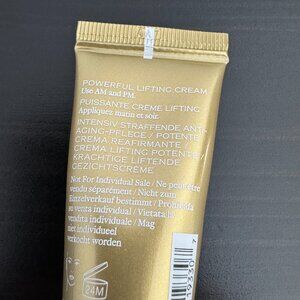 POWERFUL LIFTING CREAM
Use AM and PM.
PUISSANTE CRÈME LIFTING
Appliquez matin et soir.
INTENSIV STRAFFENDE ANTI-
AGING-PFLEGE / POTENTE
CREMA REAFIRMANTE /
CREMA LIFTING POTENTE /
KRACHTIGE LIFTENDE
GEZICHTSCRÈME
Not For Individual Sale / Ne peut être
vendu séparément / Nicht zum
Einzelverkauf bestimmt / Prohibida
su venta individual / Vietata la
vendita individuale / Mag
niet individueel
verkocht worden
24M